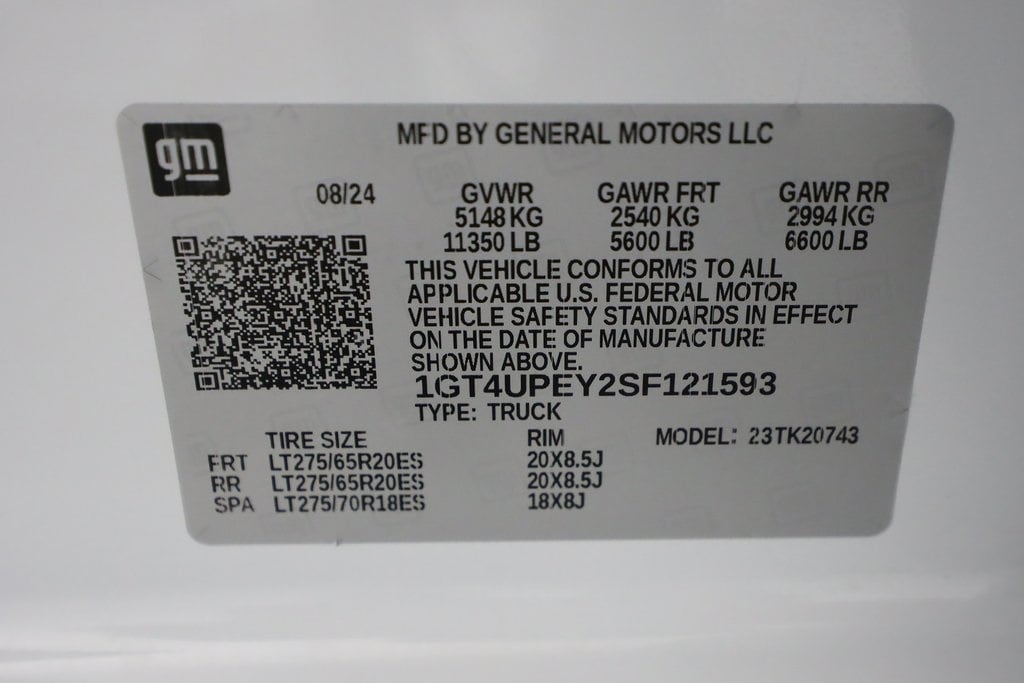 gm
MFD BY GENERAL MOTORS LLC
08/24 GVWR GAWR FRT GAWR RR
5148 KG 2540 KG 2994 KG
11350 LB 5600 LB 6600 LB
THIS VEHICLE CONFORMS TO ALL
APPLICABLE U.S. FEDERAL MOTOR
VEHICLE SAFETY STANDARDS IN EFFECT
ON THE DATE OF MANUFACTURE
SHOWN ABOVE.
1GT4UPEY2SF121593
TYPE: TRUCK
TIRE SIZE RIM MODEL: 23TK20743
FRT LT275/65R20ES 20X8.5J
RR LT275/65R20ES 20X8.5J
SPA LT275/70R18ES 18X8J